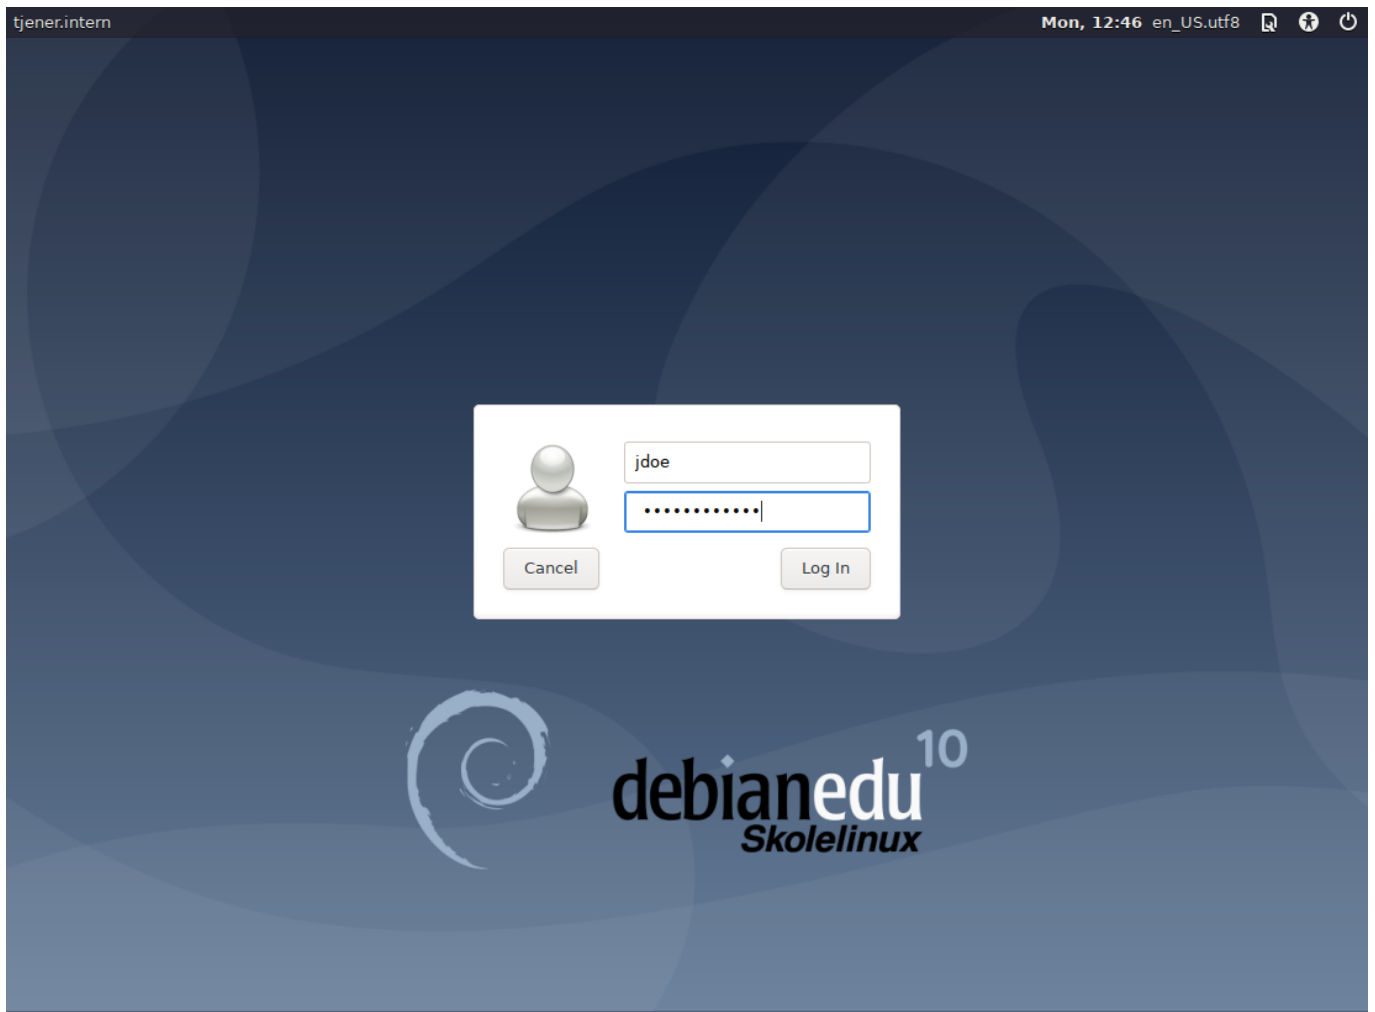 tjener.intern
Mon, 12:46 en_US.utf8
jdoe
••••••••••••
Cancel
Log In
debianedu 10
Skolelinux